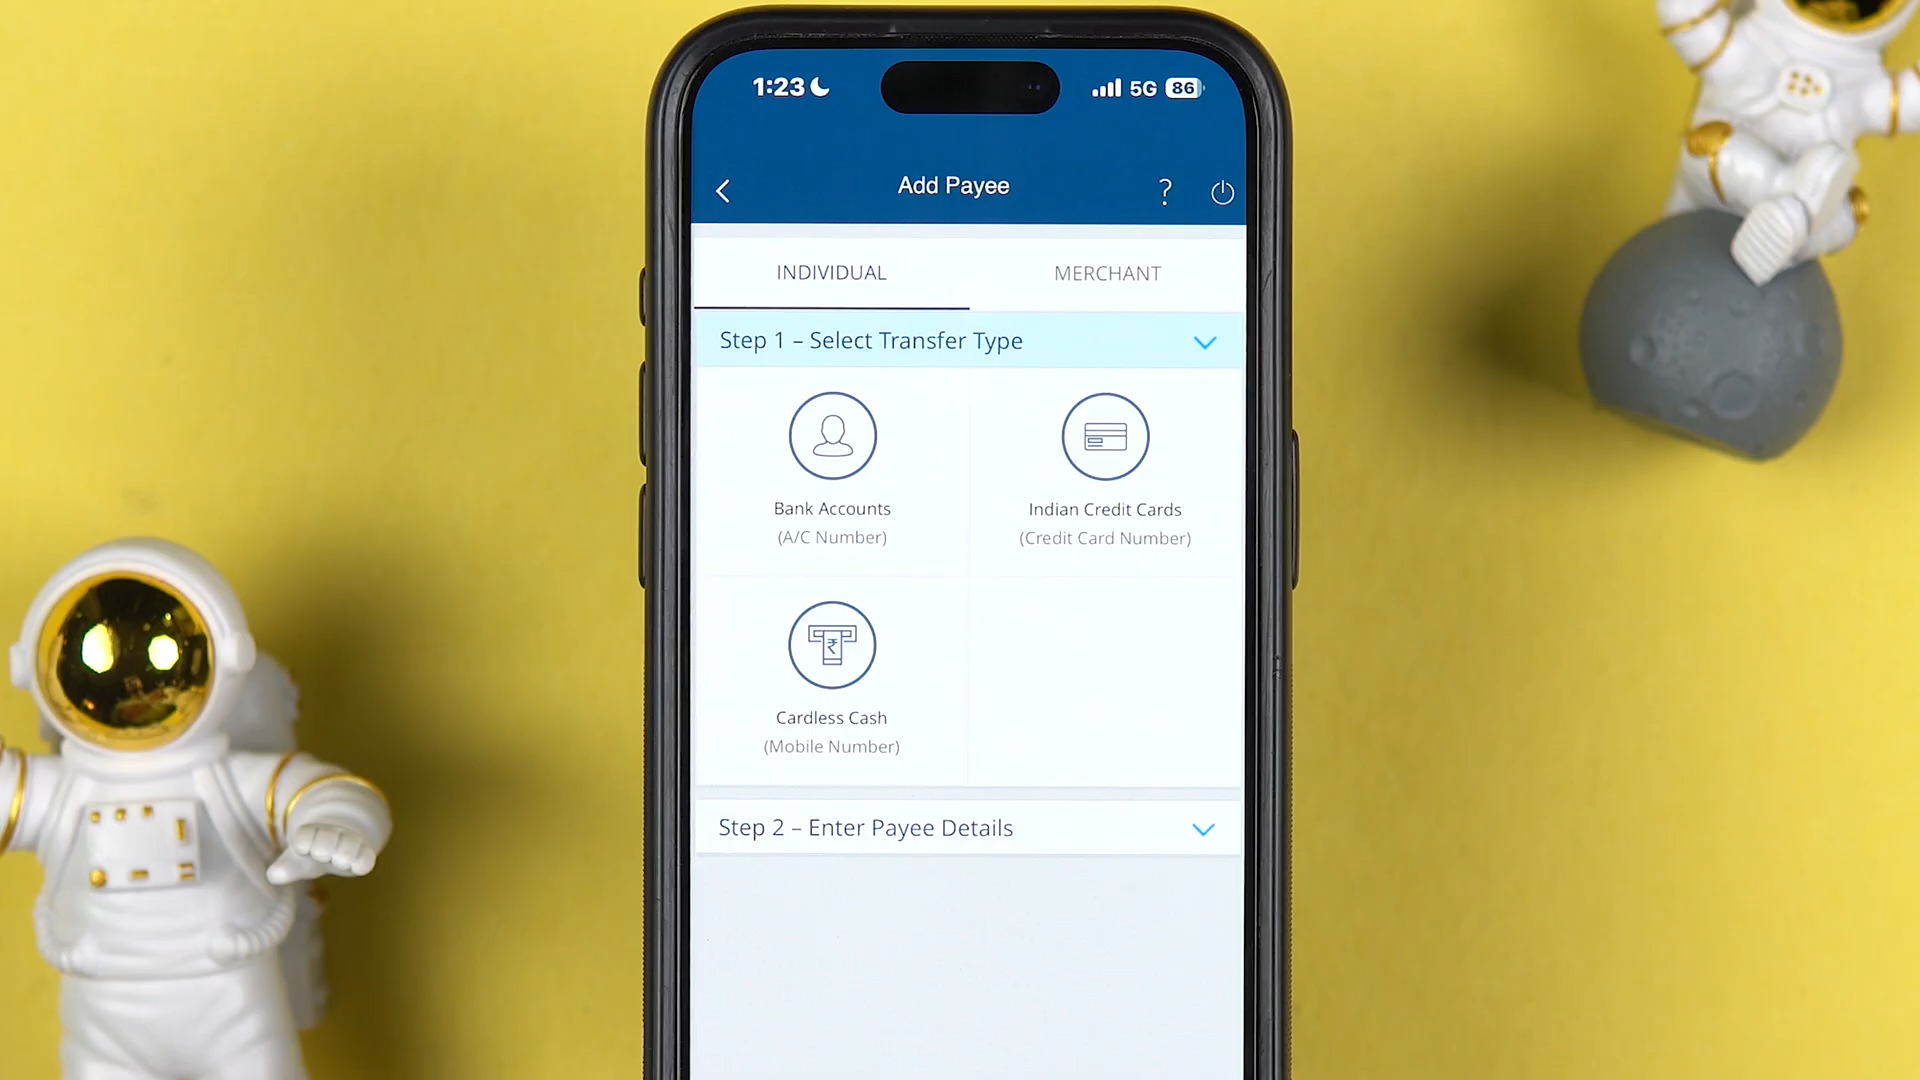 1:23 5G 86
Add Payee ?
INDIVIDUAL MERCHANT
Step 1 – Select Transfer Type
Bank Accounts
(A/C Number)
Indian Credit Cards
(Credit Card Number)
₹
Cardless Cash
(Mobile Number)
Step 2 – Enter Payee Details